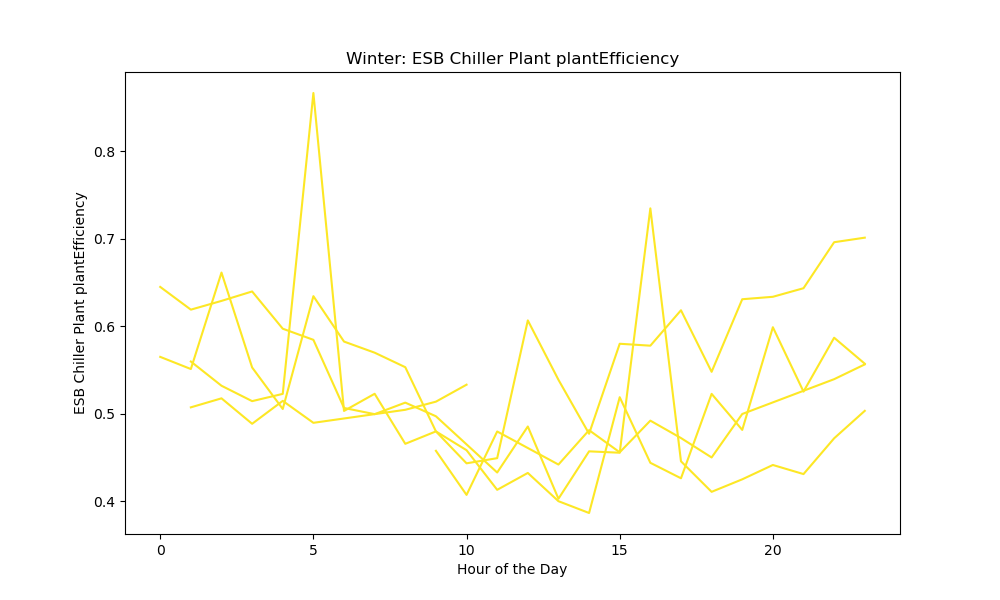 Winter: ESB Chiller Plant plantEfficiency
ESB Chiller Plant plantEfficiency
0.8
0.7
0.6
0.5
0.4
0 5 10 15 20
Hour of the Day